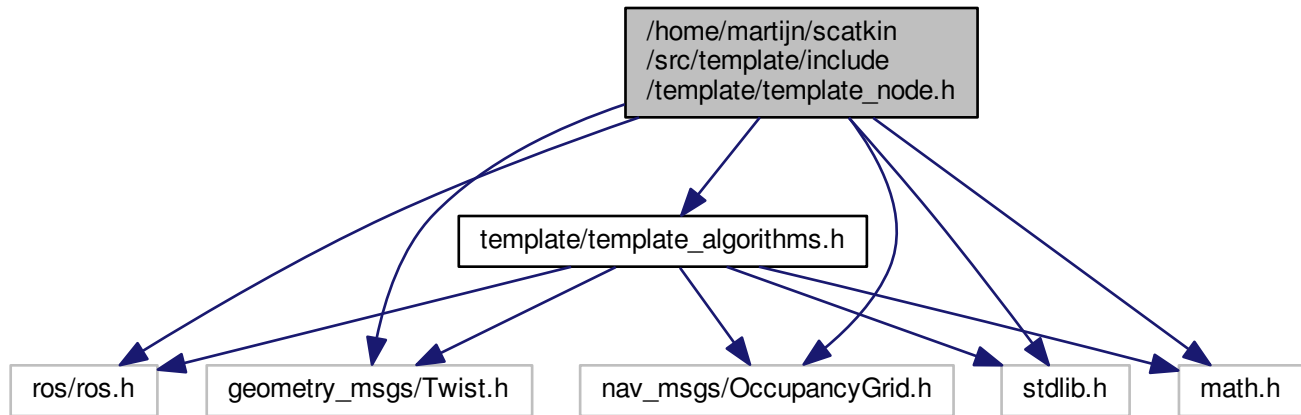 /home/martijn/scatkin
/src/template/include
/template/template_node.h
template/template_algorithms.h
ros/ros.h
geometry_msgs/Twist.h
nav_msgs/OccupancyGrid.h
stdlib.h
math.h